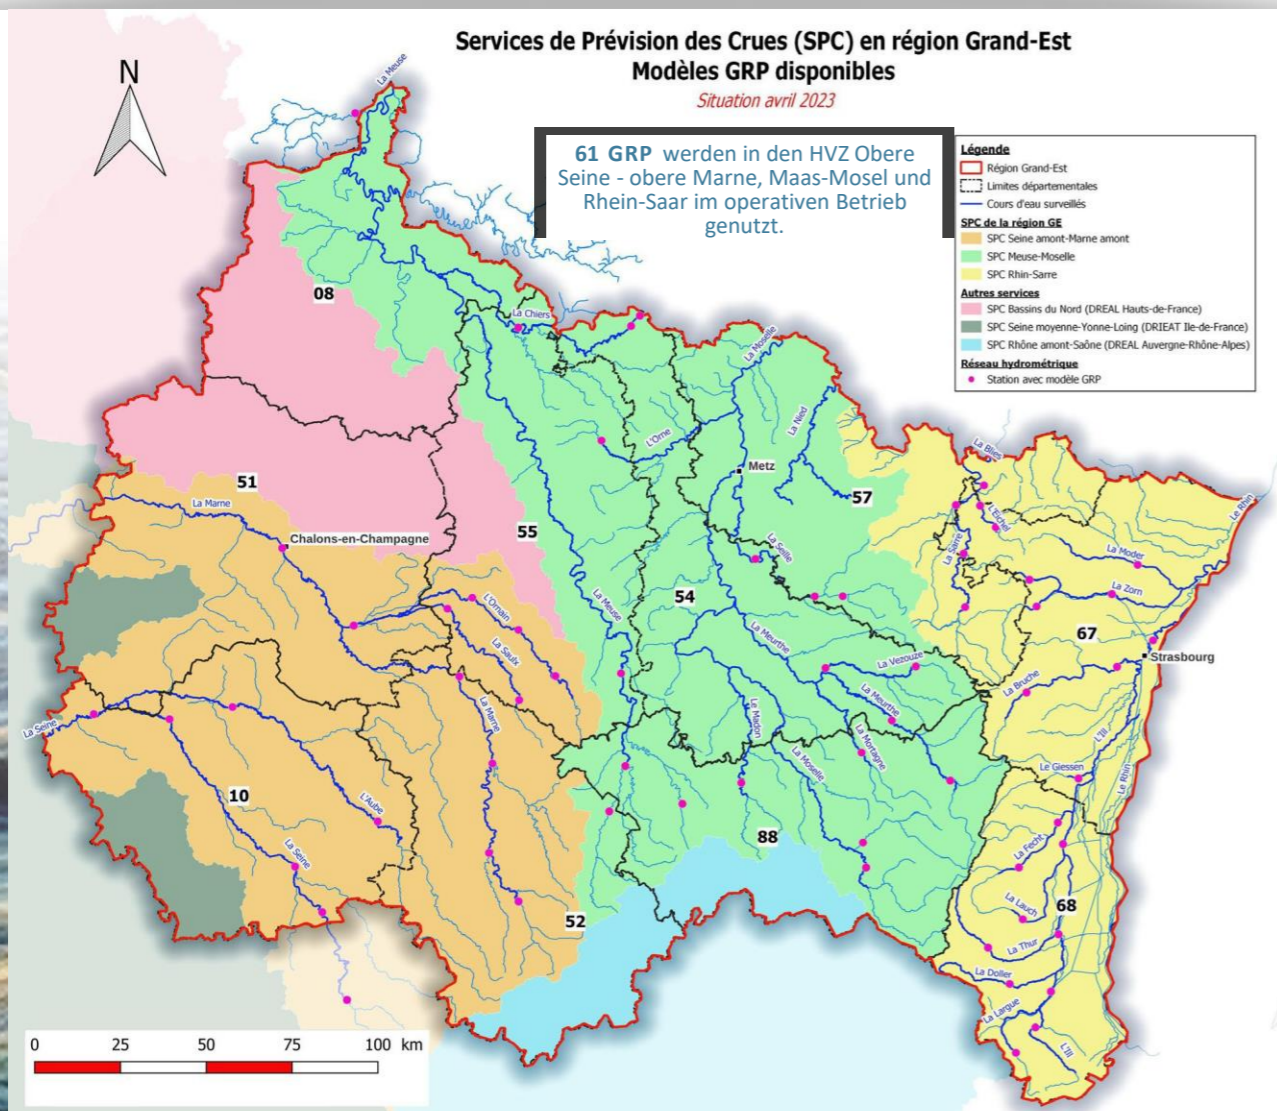 Services de Prévision des Crues (SPC) en région Grand-Est
Modèles GRP disponibles
Situation avril 2023
N
61 GRP werden in den HVZ Obere
Seine - obere Marne, Maas-Mosel und
Rhein-Saar im operativen Betrieb
genutzt.
Légende
Région Grand-Est
Limites départementales
Cours d'eau surveillés
SPC de la région GE
SPC Seine amont-Marne amont
SPC Meuse-Moselle
SPC Rhin-Sarre
Autres services
SPC Bassins du Nord (DREAL Hauts-de-France)
SPC Seine moyenne-Yonne-Loing (DRIEAT Ile-de-France)
SPC Rhône amont-Saône (DREAL Auvergne-Rhône-Alpes)
Réseau hydrométrique
Station avec modèle GRP
La Meuse
08
La Chiers
La Moselle
La Nied
L'Orne
Metz
La Blies
51
La Marne
57
L'Eichel
Le Rhin
55
Chalons-en-Champagne
La Sarre
La Moder
La Seille
La Zorn
L'Ornain
La Meuse
54
67
La Saulx
La Meurthe
La Vezouze
Strasbourg
La Bruche
La Marne
Le Madon
La Meurthe
La Seine
La Mortagne
L'Ill
La Moselle
Le Giessen
Le Rhin
10
L'Aube
88
La Seine
La Fecht
La Lauch
68
52
La Thur
La Doller
La Largue
L'Ill
0 25 50 75 100 km